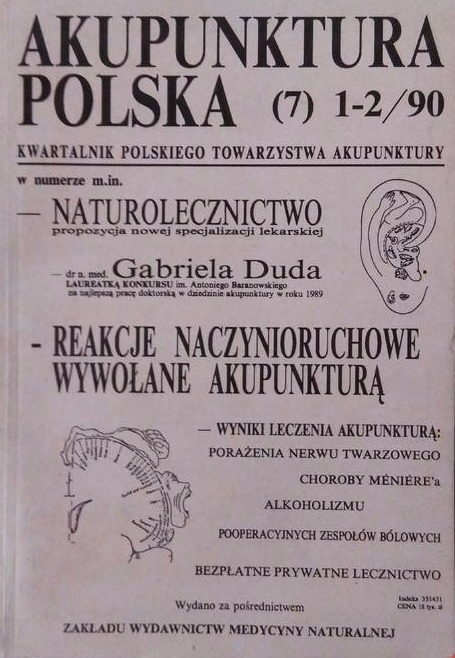 AKUPUNKTURA
POLSKA (7) 1-2/90
KWARTALNIK POLSKIEGO TOWARZYSTWA AKUPUNKTURY
w numerze m.in.
— NATUROLECZNICTWO
propozycja nowej specjalizacji lekarskiej
— dr n. med. Gabriela Duda
LAUREATKĄ KONKURSU im. Antoniego Baranowskiego
na najlepszą pracę doktorską w dziedzinie akupunktury w roku 1989
- REAKCJE NACZYNIORUCHOWE
WYWOŁANE AKUPUNKTURĄ
— WYNIKI LECZENIA AKUPUNKTURĄ:
PORAŻENIA NERWU TWARZOWEGO
CHOROBY MÉNIÉRE'a
ALKOHOLIZMU
POOPERACYJNYCH ZESPOŁÓW BÓLOWYCH
BEZPŁATNE PRYWATNE LECZNICTWO
Indeks 351431
CENA 16 tys. zł
Wydano za pośrednictwem
ZAKŁADU WYDAWNICTW MEDYCYNY NATURALNEJ